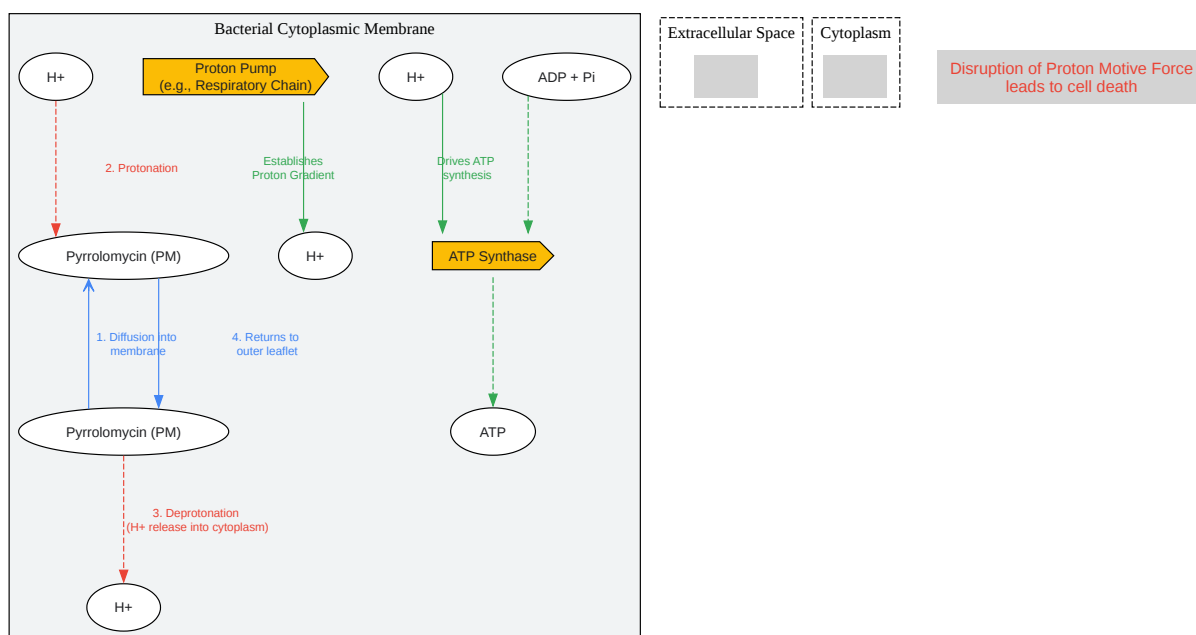 Bacterial Cytoplasmic Membrane
H+
Proton Pump
(e.g., Respiratory Chain)
H+
ADP + Pi
Extracellular Space
Cytoplasm
Disruption of Proton Motive Force
leads to cell death
2. Protonation
Establishes
Proton Gradient
Drives ATP
synthesis
Pyrrolomycin (PM)
H+
ATP Synthase
1. Diffusion into
membrane
4. Returns to
outer leaflet
Pyrrolomycin (PM)
ATP
3. Deprotonation
(H+ release into cytoplasm)
H+